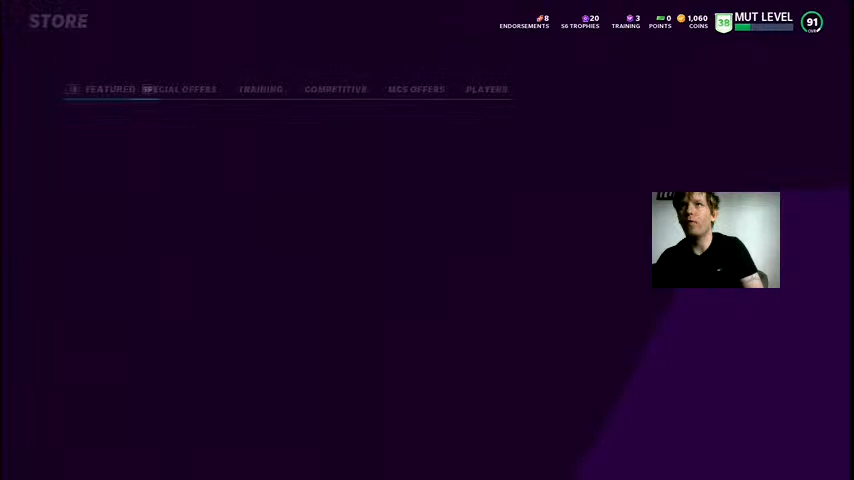 STORE
8 ENDORSEMENTS
20 S6 TROPHIES
3 TRAINING
0 POINTS
1,060 COINS
38
MUT LEVEL
91 OVR
FEATURED SPECIAL OFFERS TRAINING COMPETITIVE MCS OFFERS PLAYERS